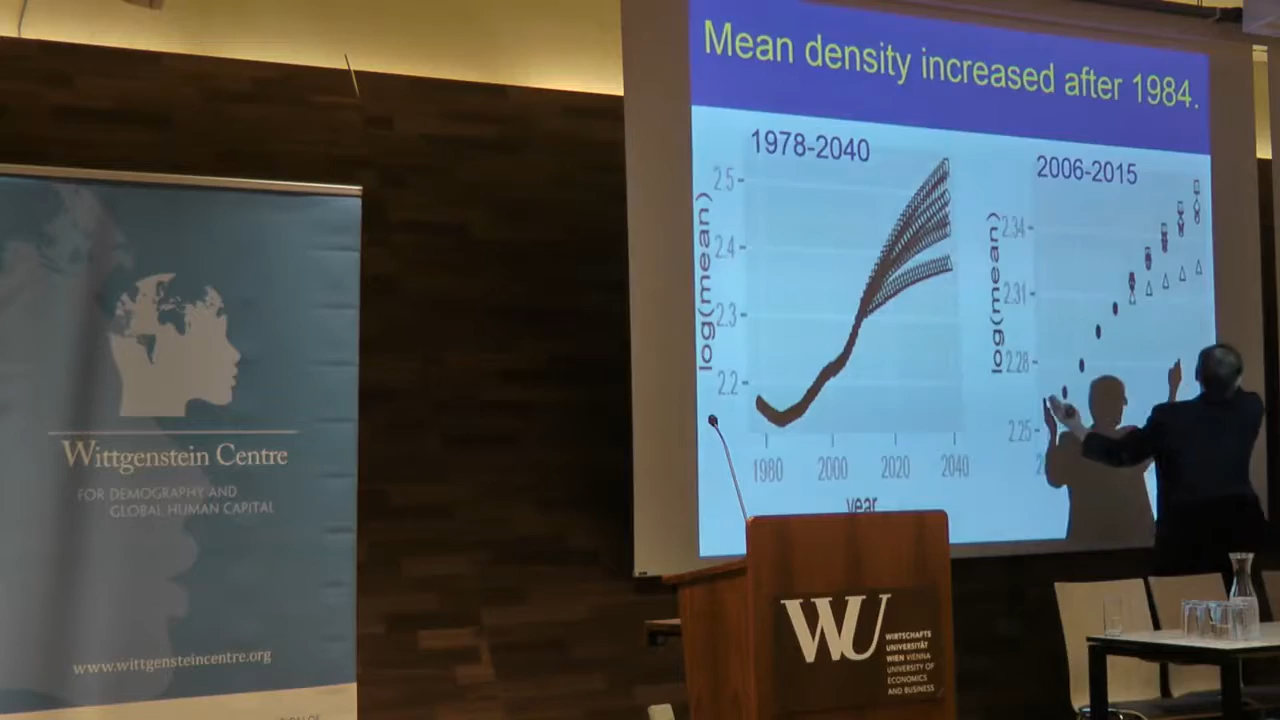 Mean density increased after 1984.
1978-2040
2006-2015
log(mean)
2.5
2.4
2.3
2.2
1980
2000
2020
2040
year
log(mean)
2.34
2.31
2.28
2.25
Wittgenstein Centre
FOR DEMOGRAPHY AND
GLOBAL HUMAN CAPITAL
www.wittgensteincentre.org
WU
WIRTSCHAFTS
UNIVERSITÄT
WIEN VIENNA
UNIVERSITY OF
ECONOMICS
AND BUSINESS